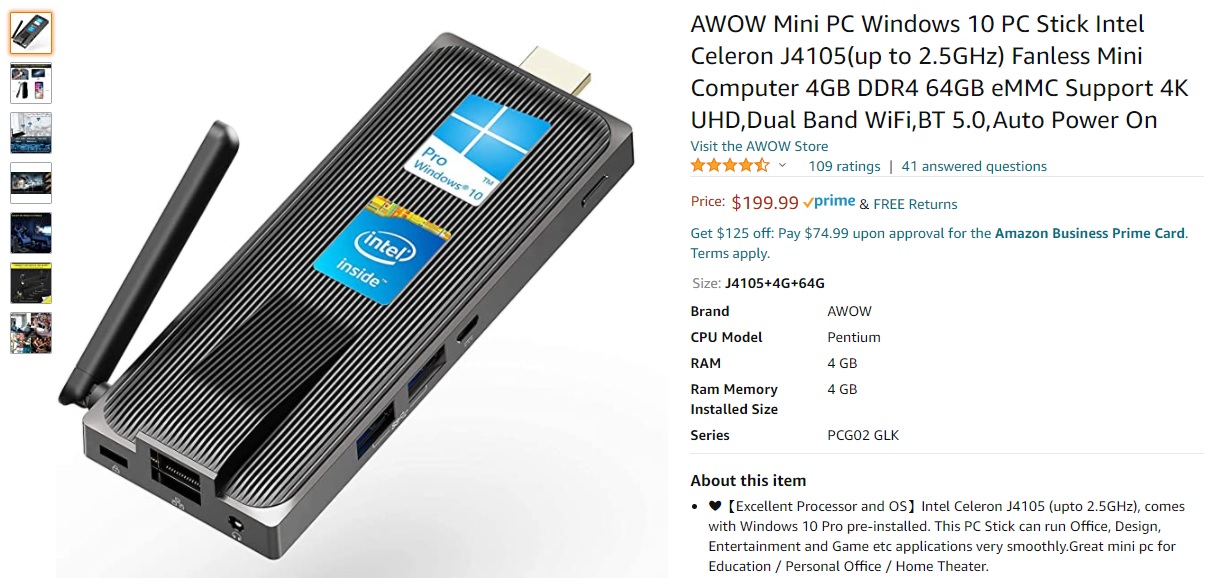 AWOW Mini PC Windows 10 PC Stick Intel
Celeron J4105(up to 2.5GHz) Fanless Mini
Computer 4GB DDR4 64GB eMMC Support 4K
UHD,Dual Band WiFi,BT 5.0,Auto Power On
Visit the AWOW Store
109 ratings | 41 answered questions
Price: $199.99 prime & FREE Returns
Get $125 off: Pay $74.99 upon approval for the Amazon Business Prime Card.
Terms apply.
Size: J4105+4G+64G
Brand AWOW
CPU Model Pentium
RAM 4 GB
Ram Memory 4 GB
Installed Size
Series PCG02 GLK
About this item
• ♥【Excellent Processor and OS】Intel Celeron J4105 (upto 2.5GHz), comes
with Windows 10 Pro pre-installed. This PC Stick can run Office, Design,
Entertainment and Game etc applications very smoothly.Great mini pc for
Education / Personal Office / Home Theater.
Pro
Windows® 10 ™
intel
inside™